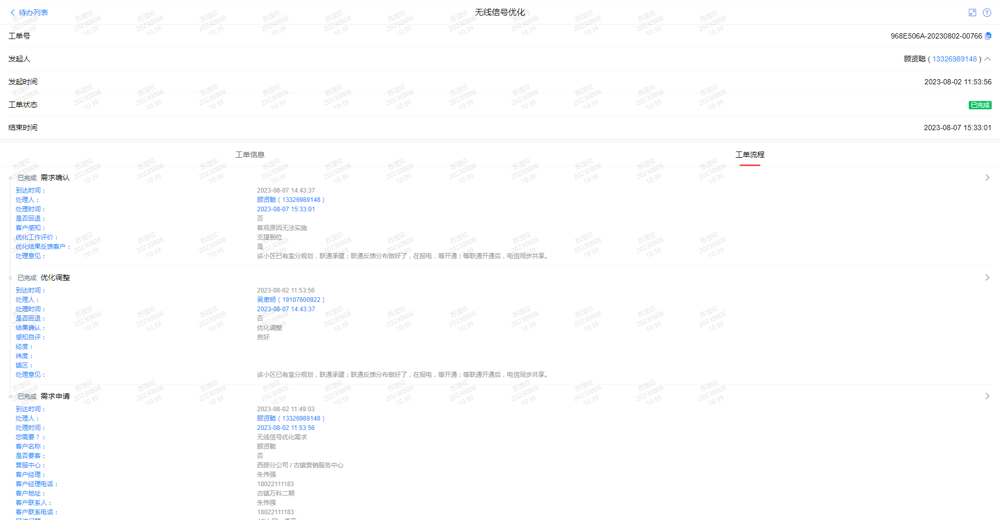 待办列表
无线信号优化
工单号 968E506A-20230802-00766
发起人 顾贤聪 ( 13326989148 )
发起时间 2023-08-02 11:53:56
工单状态 已完成
结束时间 2023-08-07 15:33:01
工单信息 工单流程
已完成 需求确认
到达时间： 2023-08-07 14:43:37
处理人： 顾贤聪（13326989148）
处理时间： 2023-08-07 15:33:01
是否回退： 否
客户感知： 客观原因无法实施
优化工作评价： 支撑到位
优化结果反馈客户： 是
处理意见： 该小区已有室分规划，联通承建；联通反馈分布做好了，在报电，等开通；等联通开通后，电信同步共享。
已完成 优化调整
到达时间： 2023-08-02 11:53:56
处理人： 吴隶明（19107600922）
处理时间： 2023-08-07 14:43:37
是否回退： 否
结果确认： 优化调整
感知自评： 良好
经度：
纬度：
镇区：
处理意见： 该小区已有室分规划，联通承建；联通反馈分布做好了，在报电，等开通；等联通开通后，电信同步共享。
已完成 需求申请
到达时间： 2023-08-02 11:49:03
处理人： 顾贤聪（13326989148）
处理时间： 2023-08-02 11:53:56
您需要？： 无线信号优化需求
客户名称： 顾贤聪
是否要客： 否
营服中心： 西部分公司 / 古镇营销服务中心
客户经理： 朱伟强
客户经理电话： 18022111183
客户地址： 古镇万科二期
客户联系人： 朱伟强
客户联系电话： 18022111183
苏滢欣
20230808
10:39